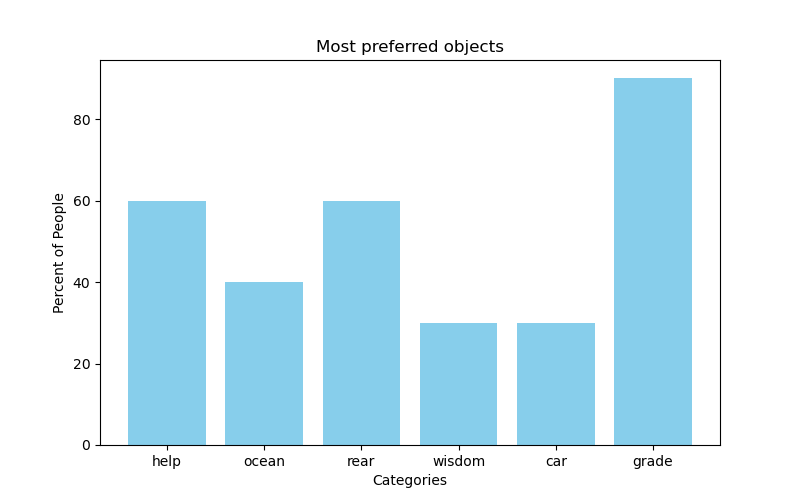 Most preferred objects
Percent of People
80
60
40
20
0
help ocean rear wisdom car grade
Categories